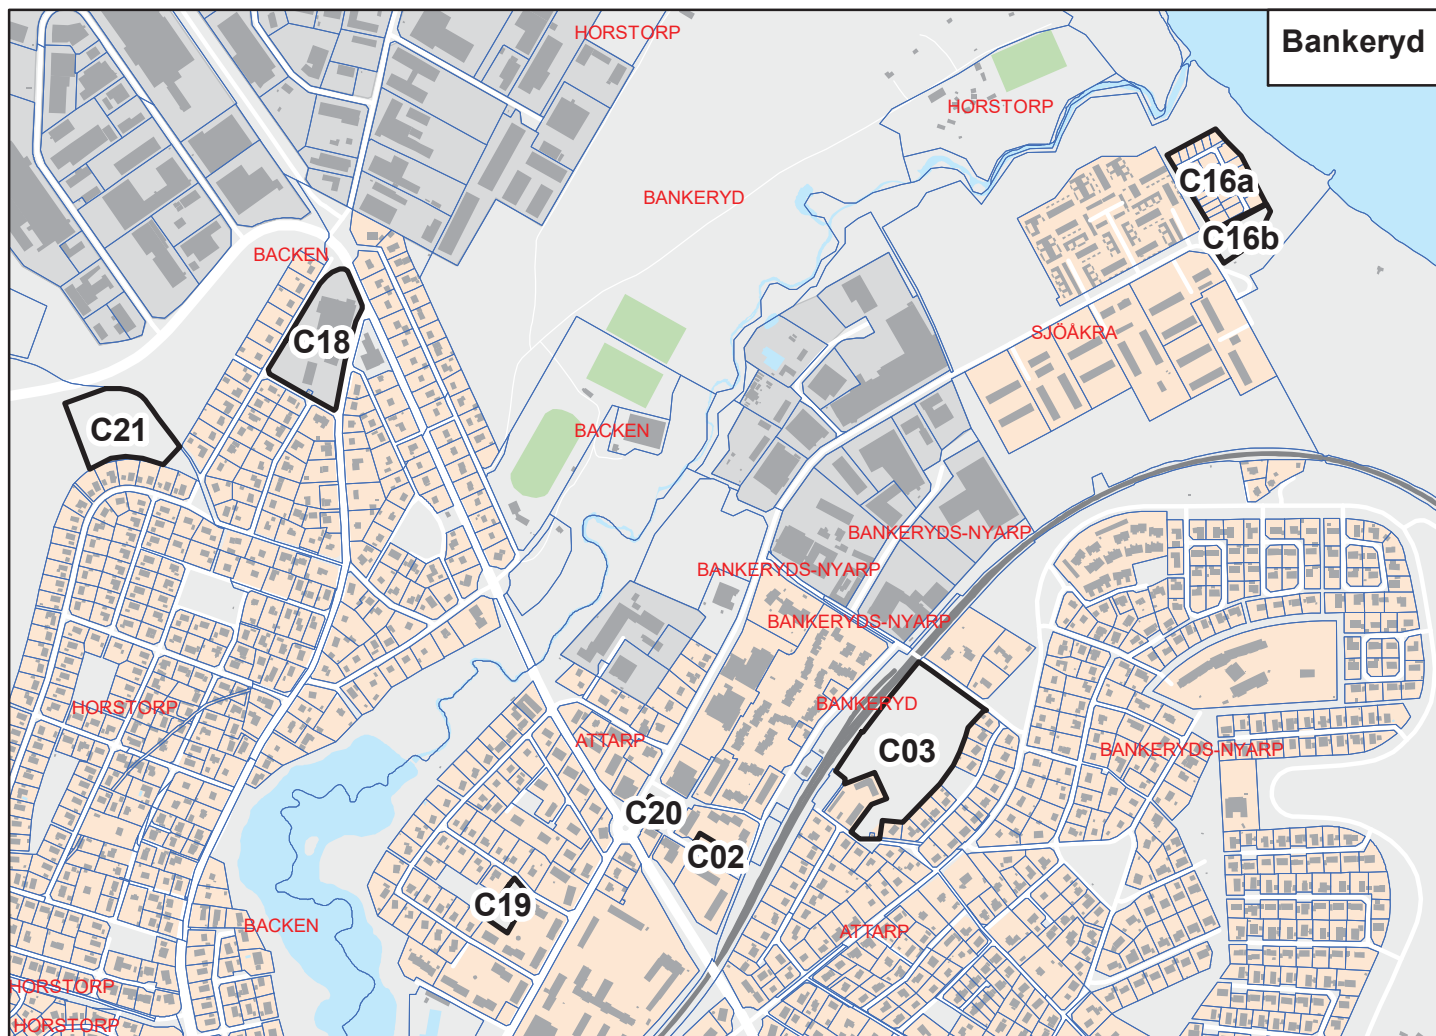 HORSTORP
Bankeryd
HORSTORP
C16a
BANKERYD
C16b
BACKEN
C18
SJÖÅKRA
C21
BACKEN
BANKERYDS-NYARP
BANKERYDS-NYARP
BANKERYDS-NYARP
HORSTORP
BANKERYD
ATTARP
C03
BANKERYDS-NYARP
C20
C02
C19
BACKEN
ATTARP
HORSTORP
HORSTORP